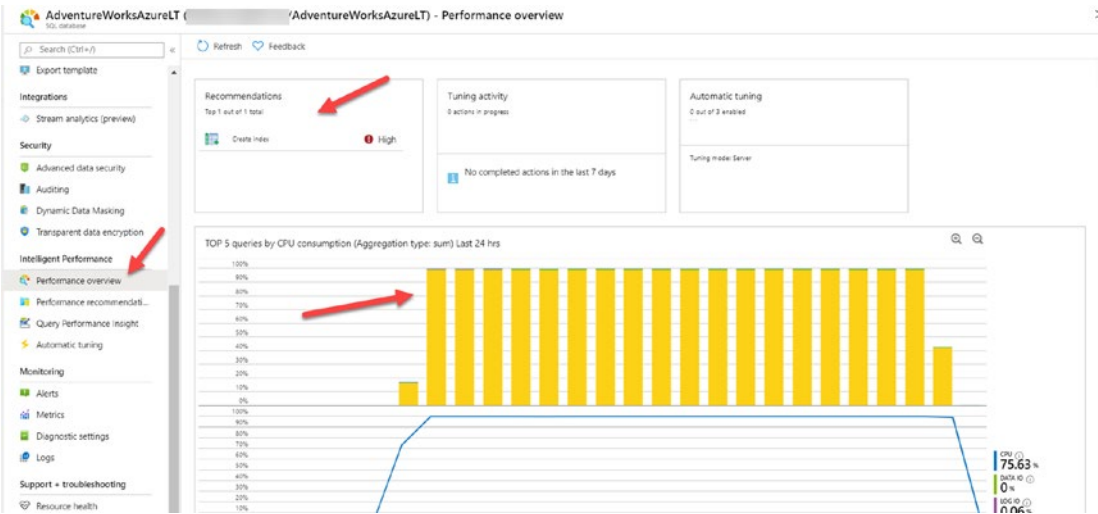 AdventureWorksAzureLT ( /AdventureWorksAzureLT) - Performance overview
SQL database
Search (Ctrl+/)
«
Refresh
Feedback
Export template
Integrations
Stream analytics (preview)
Security
Advanced data security
Auditing
Dynamic Data Masking
Transparent data encryption
Intelligent Performance
Performance overview
Performance recommendati...
Query Performance Insight
Automatic tuning
Monitoring
Alerts
Metrics
Diagnostic settings
Logs
Support + troubleshooting
Resource health
Recommendations
Top 1 out of 1 total
Create index
High
Tuning activity
0 actions in progress
No completed actions in the last 7 days
Automatic tuning
0 out of 3 enabled
Tuning mode: Server
TOP 5 queries by CPU consumption (Aggregation type: sum) Last 24 hrs
100%
90%
80%
70%
60%
50%
40%
30%
20%
10%
0%
100%
90%
80%
70%
60%
50%
40%
30%
20%
10%
CPU
75.63 %
DATA IO
0 %
LOG IO
0.06 %